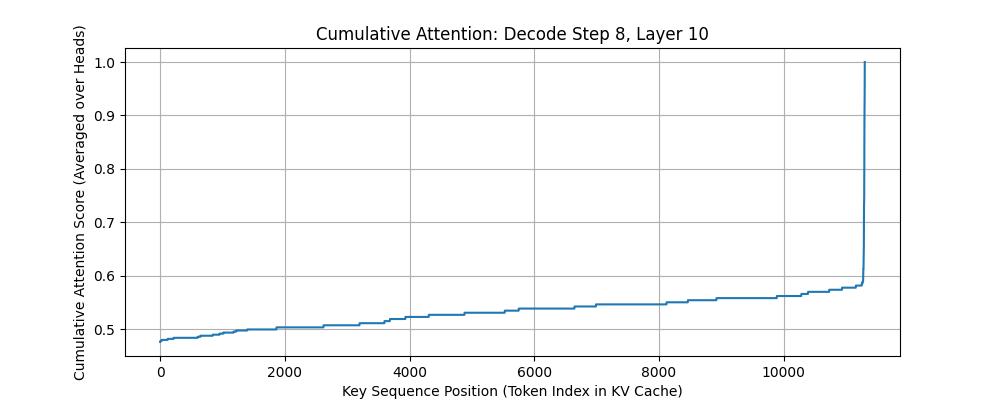 Cumulative Attention: Decode Step 8, Layer 10
Cumulative Attention Score (Averaged over Heads)
1.0
0.9
0.8
0.7
0.6
0.5
0 2000 4000 6000 8000 10000
Key Sequence Position (Token Index in KV Cache)